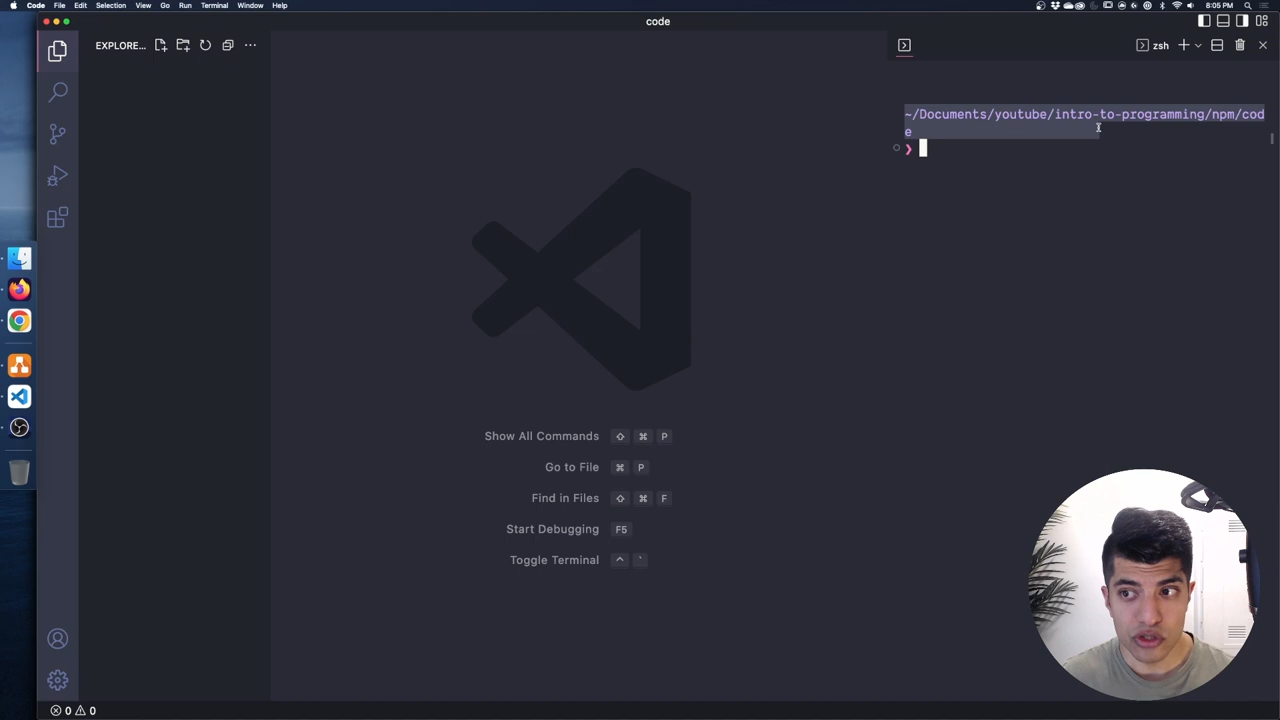 Code File Edit Selection View Go Run Terminal Window Help
8:05 PM
code
EXPLORE...
zsh
~/Documents/youtube/intro-to-programming/npm/cod
e
❯
Show All Commands ⇧ ⌘ P
Go to File ⌘ P
Find in Files ⇧ ⌘ F
Start Debugging F5
Toggle Terminal ^ `
0 0